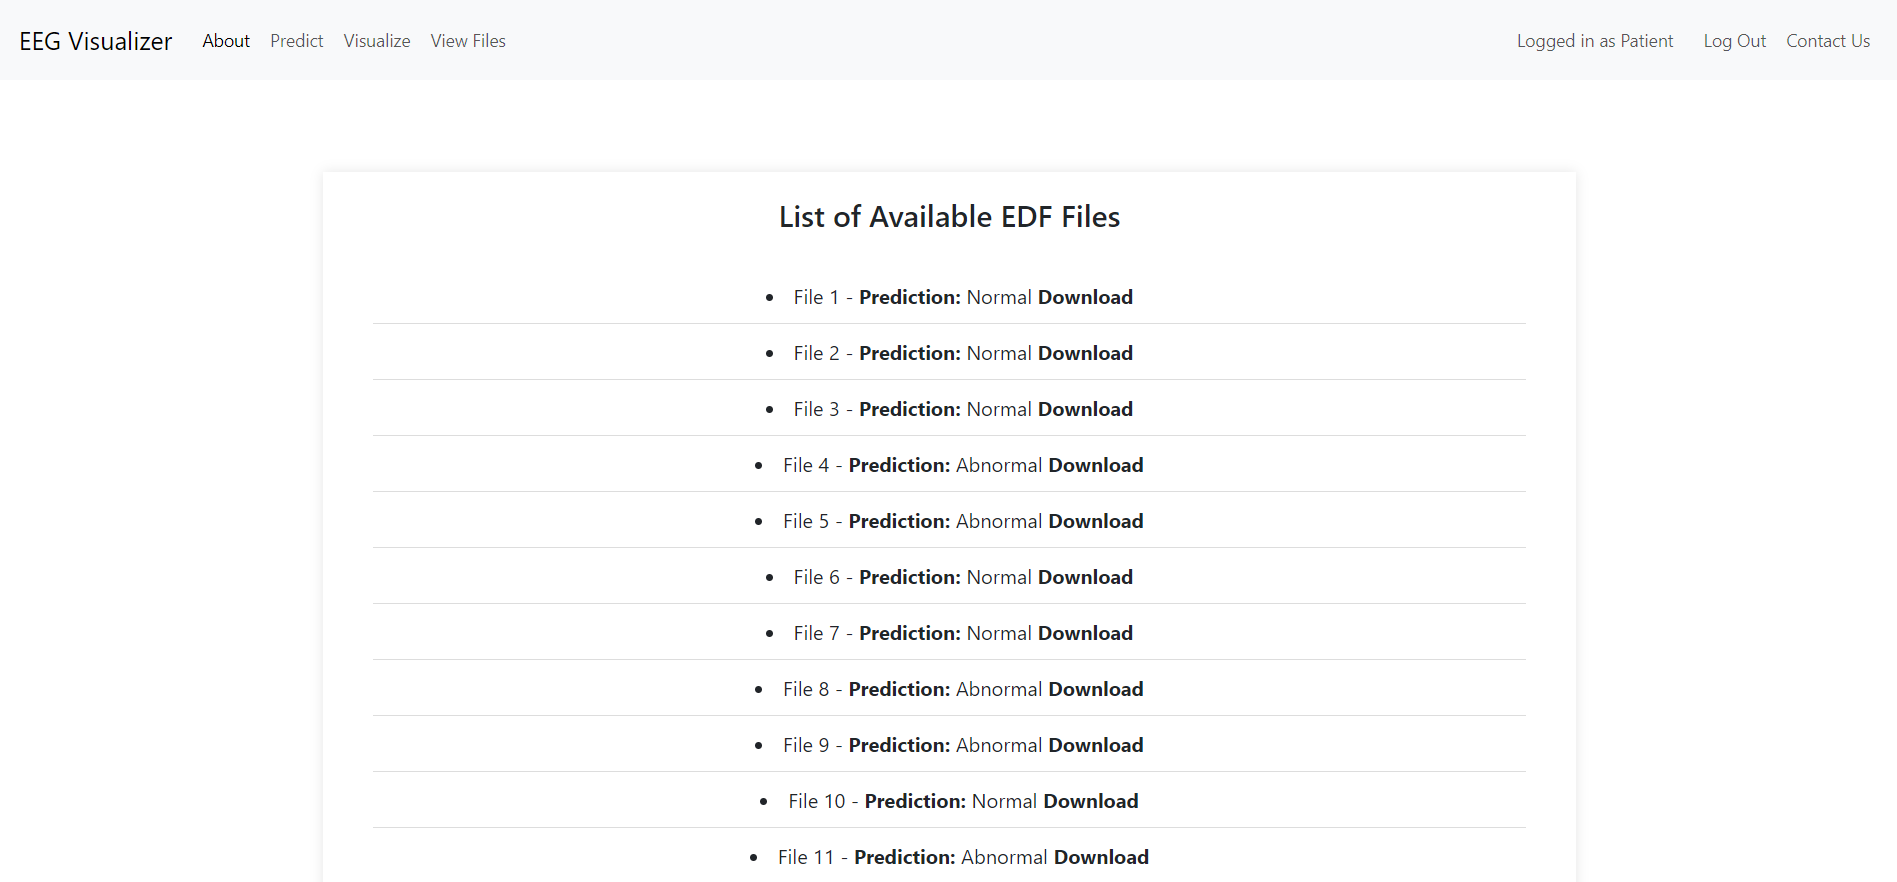 EEG Visualizer About Predict Visualize View Files Logged in as Patient Log Out Contact Us
List of Available EDF Files
• File 1 - Prediction: Normal Download
• File 2 - Prediction: Normal Download
• File 3 - Prediction: Normal Download
• File 4 - Prediction: Abnormal Download
• File 5 - Prediction: Abnormal Download
• File 6 - Prediction: Normal Download
• File 7 - Prediction: Normal Download
• File 8 - Prediction: Abnormal Download
• File 9 - Prediction: Abnormal Download
• File 10 - Prediction: Normal Download
• File 11 - Prediction: Abnormal Download